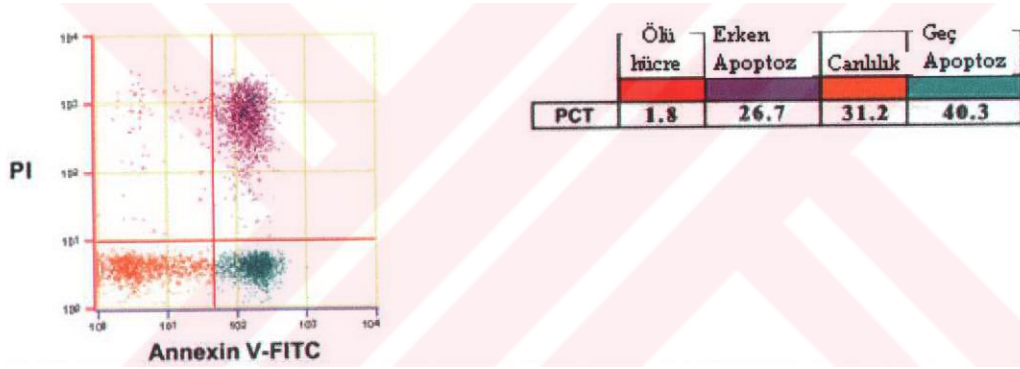 10⁴
10³
10²
10¹
10⁰
PI
10⁰ 10¹ 10² 10³ 10⁴
Annexin V-FITC
Ölü hücre
Erken Apoptoz
Canlılık
Geç Apoptoz
PCT 1.8 26.7 31.2 40.3